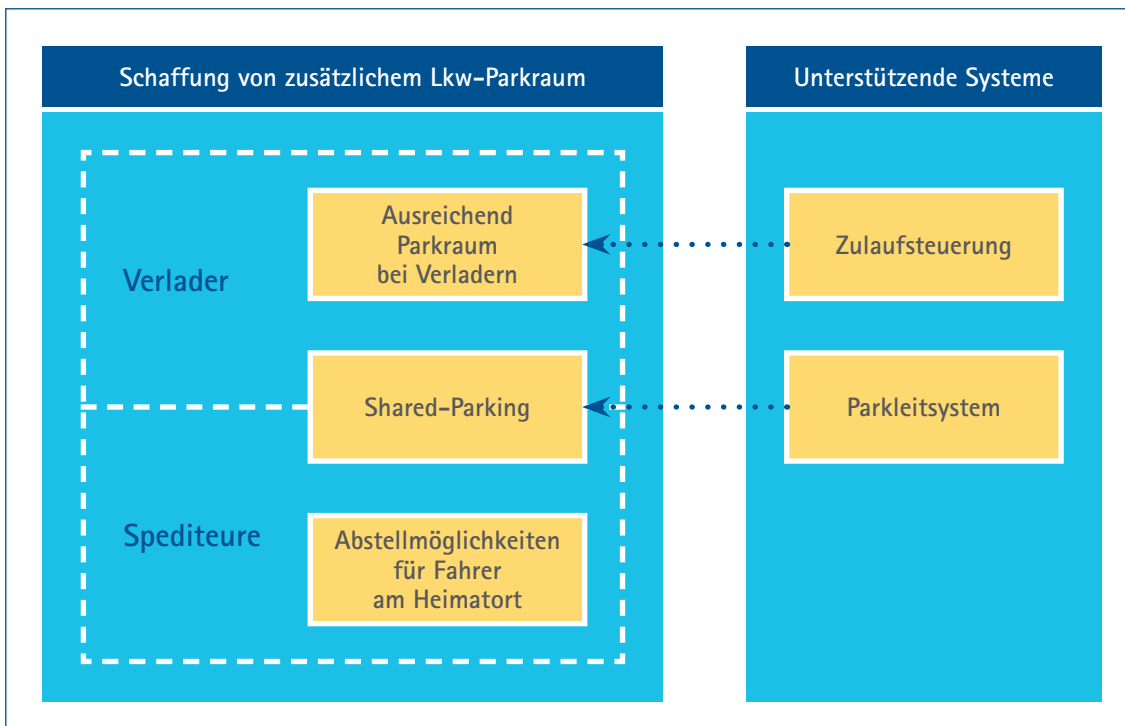 Schaffung von zusätzlichem Lkw-Parkraum
Verlader
Ausreichend
Parkraum
bei Verladern
Shared-Parking
Spediteure
Abstellmöglichkeiten
für Fahrer
am Heimatort
Unterstützende Systeme
Zulaufsteuerung
Parkleitsystem